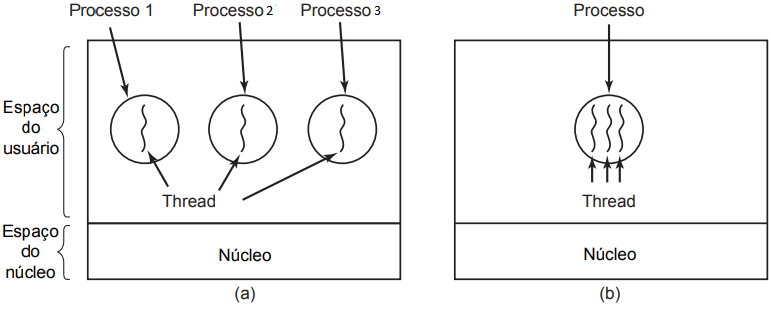 Processo 1
Processo 2
Processo 3
Processo
Espaço
do
usuário
Thread
Thread
Espaço
do
núcleo
Núcleo
Núcleo
(a)
(b)